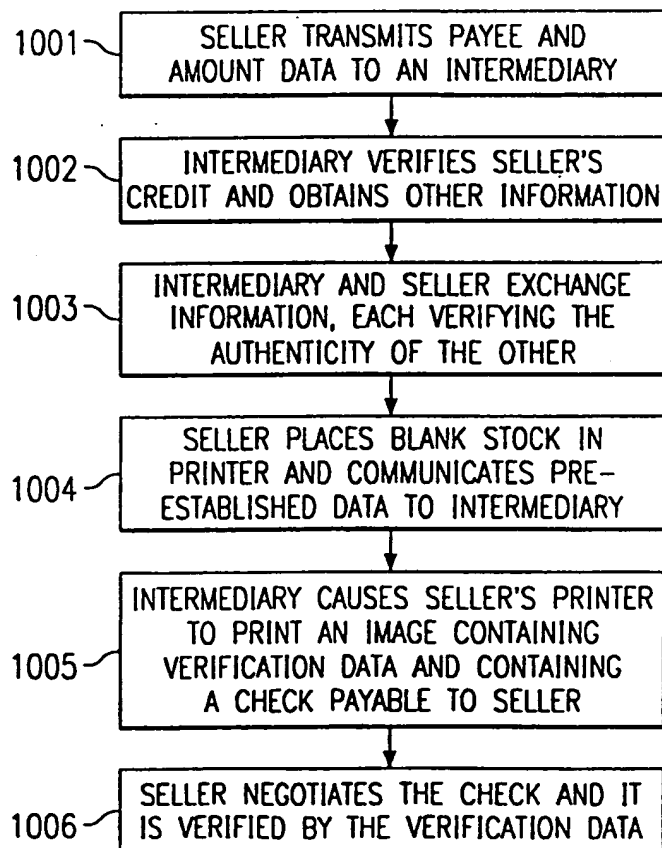 1001
SELLER TRANSMITS PAYEE AND
AMOUNT DATA TO AN INTERMEDIARY
1002
INTERMEDIARY VERIFIES SELLER'S
CREDIT AND OBTAINS OTHER INFORMATION
1003
INTERMEDIARY AND SELLER EXCHANGE
INFORMATION, EACH VERIFYING THE
AUTHENTICITY OF THE OTHER
1004
SELLER PLACES BLANK STOCK IN
PRINTER AND COMMUNICATES PRE-
ESTABLISHED DATA TO INTERMEDIARY
1005
INTERMEDIARY CAUSES SELLER'S PRINTER
TO PRINT AN IMAGE CONTAINING
VERIFICATION DATA AND CONTAINING
A CHECK PAYABLE TO SELLER
1006
SELLER NEGOTIATES THE CHECK AND IT
IS VERIFIED BY THE VERIFICATION DATA